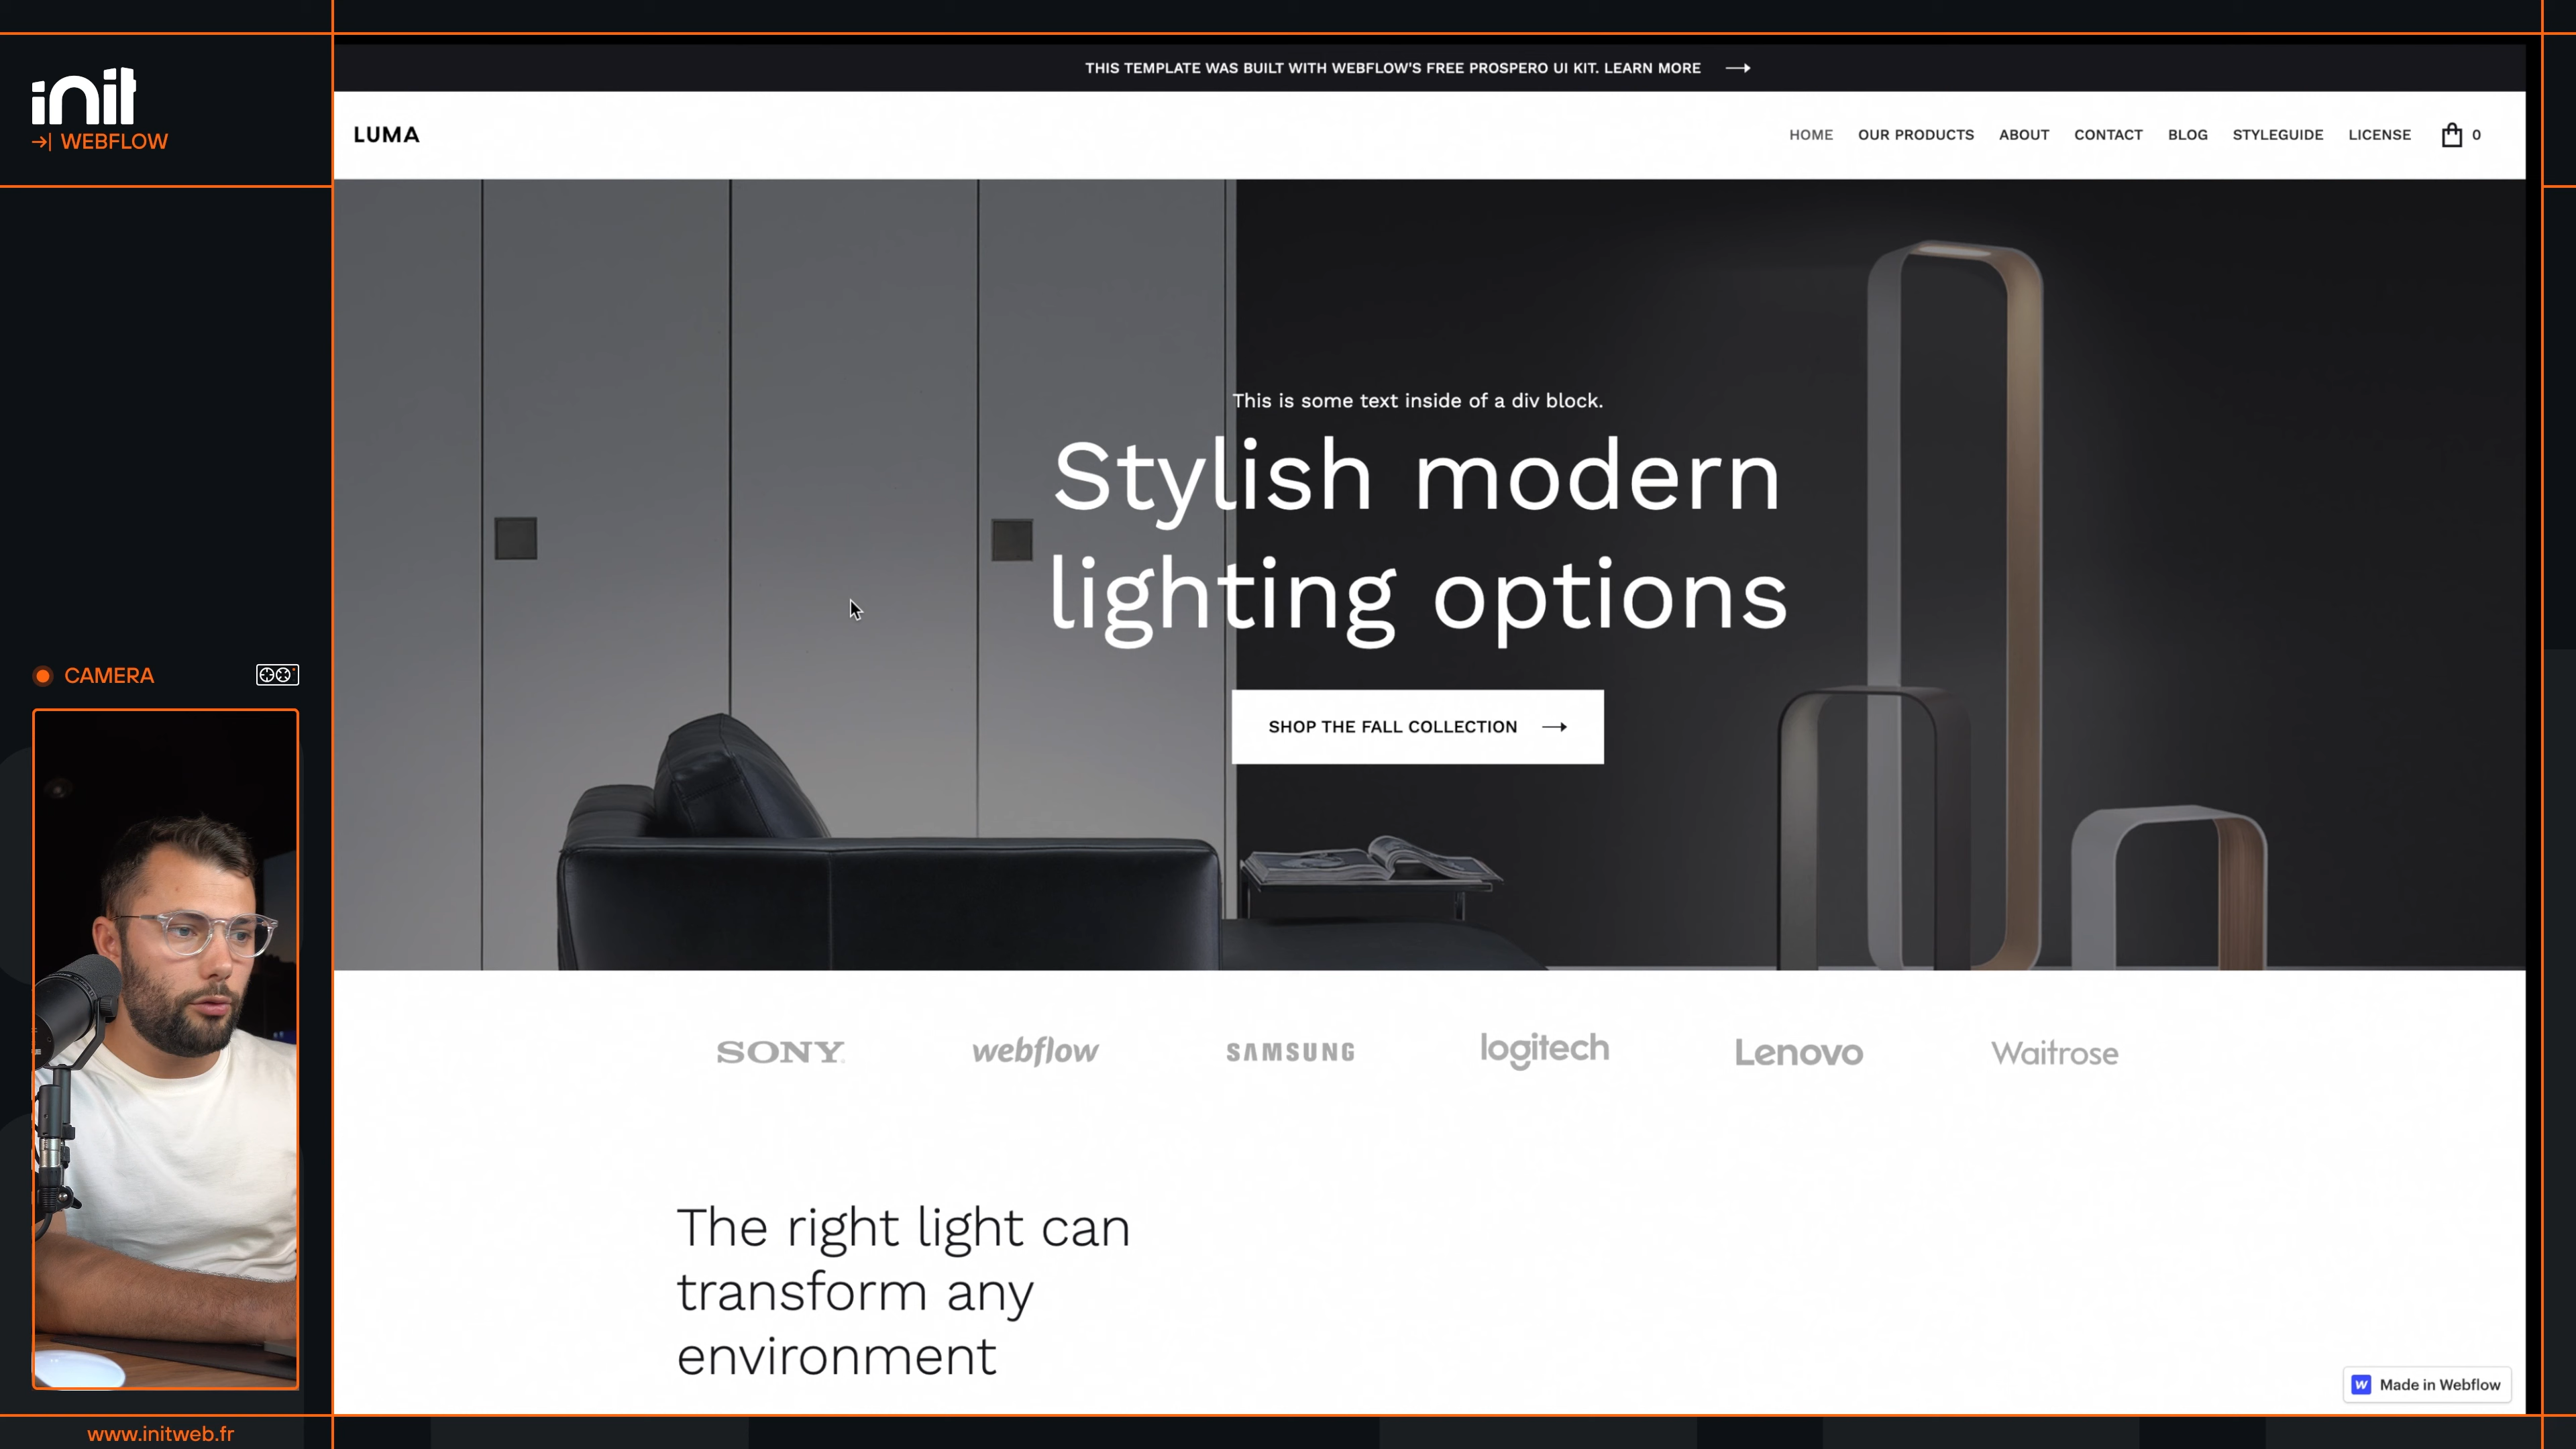 init
WEBFLOW
THIS TEMPLATE WAS BUILT WITH WEBFLOW'S FREE PROSPERO UI KIT. LEARN MORE
LUMA
HOME OUR PRODUCTS ABOUT CONTACT BLOG STYLEGUIDE LICENSE 0
This is some text inside of a div block.
Stylish modern
lighting options
SHOP THE FALL COLLECTION
CAMERA
SONY webflow SAMSUNG logitech Lenovo Waitrose
The right light can
transform any
environment
W Made in Webflow
www.initweb.fr